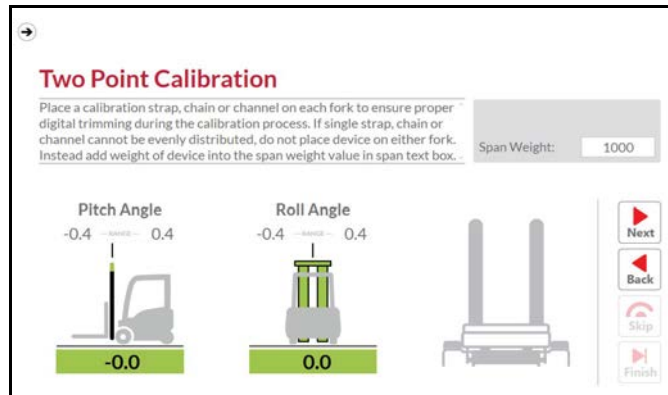 Two Point Calibration
Place a calibration strap, chain or channel on each fork to ensure proper
digital trimming during the calibration process. If single strap, chain or
channel cannot be evenly distributed, do not place device on either fork.
Instead add weight of device into the span weight value in span text box.
Span Weight: 1000
Pitch Angle
-0.4 RANGE 0.4
-0.0
Roll Angle
-0.4 RANGE 0.4
0.0
Next
Back
Skip
Finish